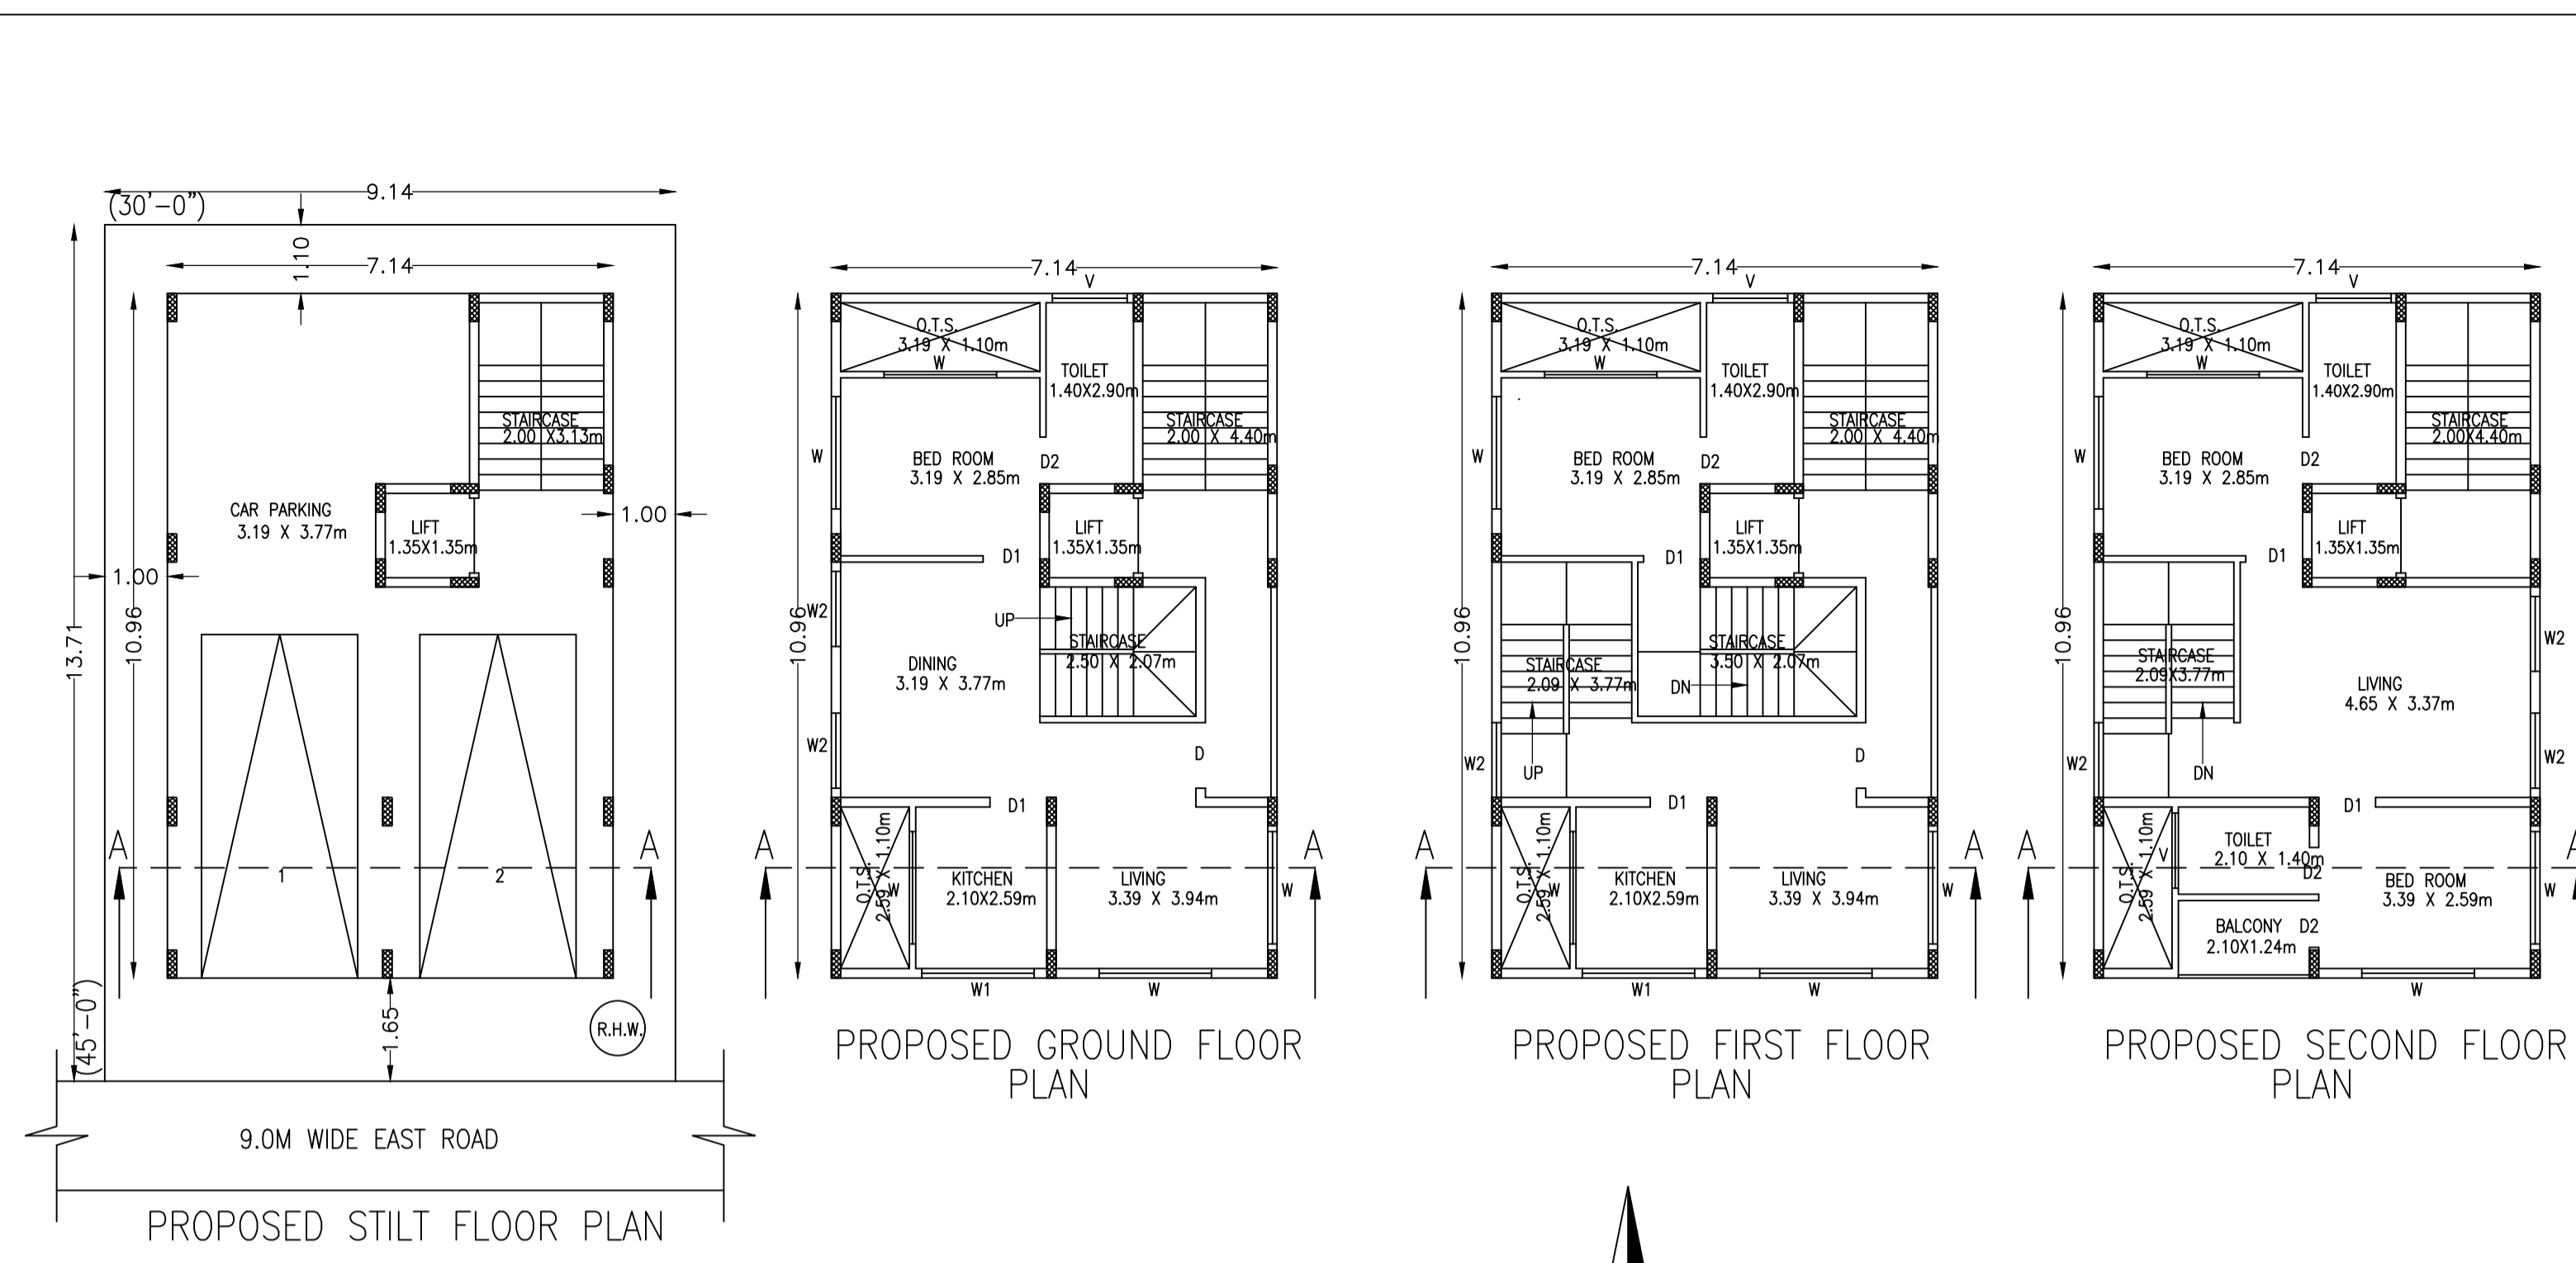 9.14
(30'-0")
1.10
7.14
STAIRCASE
2.00 X3.13m
CAR PARKING
3.19 X 3.77m
LIFT
1.35X1.35m
1.00
1.00
10.96
13.71
(45'-0")
A
A
1
2
1.65
R.H.W.
9.0M WIDE EAST ROAD
PROPOSED STILT FLOOR PLAN
7.14
V
O.T.S.
3.19 X 1.10m
W
TOILET
1.40X2.90m
STAIRCASE
2.00 X 4.40m
W
BED ROOM
3.19 X 2.85m
D2
LIFT
1.35X1.35m
D1
10.96
W2
UP
STAIRCASE
2.50 X 2.07m
DINING
3.19 X 3.77m
W2
D
D1
A
A
O.T.S.
2.59 X 1.10m
W
KITCHEN
2.10X2.59m
LIVING
3.39 X 3.94m
W
W1
W
PROPOSED GROUND FLOOR
PLAN
7.14
V
O.T.S.
3.19 X 1.10m
W
TOILET
1.40X2.90m
STAIRCASE
2.00 X 4.40m
W
BED ROOM
3.19 X 2.85m
D2
LIFT
1.35X1.35m
D1
10.96
STAIRCASE
2.09 X 3.77m
STAIRCASE
3.50 X 2.07m
DN
W2
UP
D
D1
A
A
O.T.S.
2.59 X 1.10m
W
KITCHEN
2.10X2.59m
LIVING
3.39 X 3.94m
W
W1
W
PROPOSED FIRST FLOOR
PLAN
7.14
V
O.T.S.
3.19 X 1.10m
W
TOILET
1.40X2.90m
STAIRCASE
2.00X4.40m
W
BED ROOM
3.19 X 2.85m
D2
LIFT
1.35X1.35m
D1
10.96
STAIRCASE
2.09X3.77m
W2
LIVING
4.65 X 3.37m
W2
W2
DN
D1
A
A
O.T.S.
2.59 X 1.10m
V
TOILET
2.10 X 1.40m
D2
BED ROOM
3.39 X 2.59m
W
BALCONY
2.10X1.24m
D2
W
PROPOSED SECOND FLOOR
PLAN